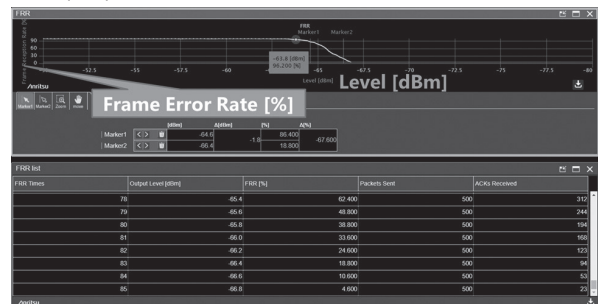 FRR
FRR
Marker1 Marker2
Frame Reception Rate [%]
90
60
30
0
-63.8 [dBm]
96.200 [%]
-52.5 -55 -57.5 -60 -65 -67.5 -70 -72.5 -75 -77.5 -80
Level [dBm]
Level [dBm]
Anritsu
Marker1 Marker2 Zoom Move
Frame Error Rate [%]
[dBm] Δ[dBm] [%] Δ[%]
Marker1 <|> -64.6 -1.8 86.400 -67.600
Marker2 <|> -66.4 18.800
FRR list
FRR Times Output Level [dBm] FRR [%] Packets Sent ACKs Received
78 -65.4 62.400 500 312
79 -65.6 48.800 500 244
80 -65.8 38.800 500 194
81 -66.0 33.600 500 168
82 -66.2 24.600 500 123
83 -66.4 18.800 500 94
84 -66.6 10.600 500 53
85 -66.8 4.600 500 23
Anritsu